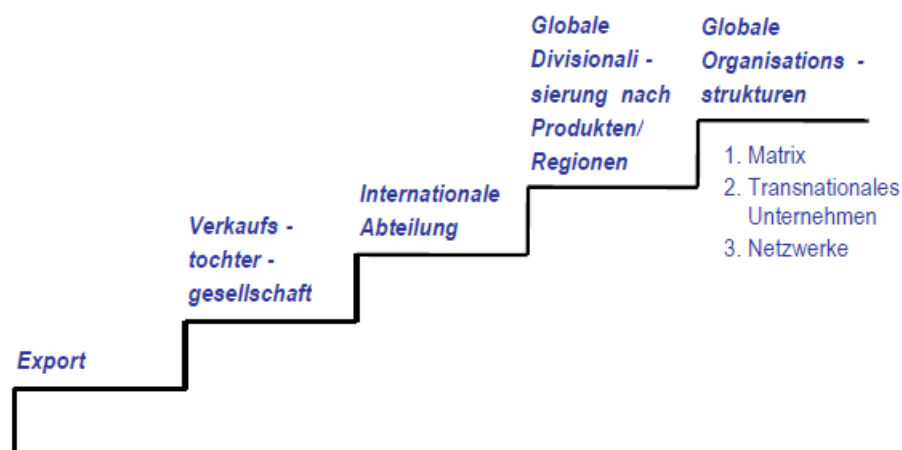 Export
Verkaufs -
tochter -
gesellschaft
Internationale
Abteilung
Globale
Divisionali -
sierung nach
Produkten/
Regionen
Globale
Organisations -
strukturen
1. Matrix
2. Transnationales
Unternehmen
3. Netzwerke